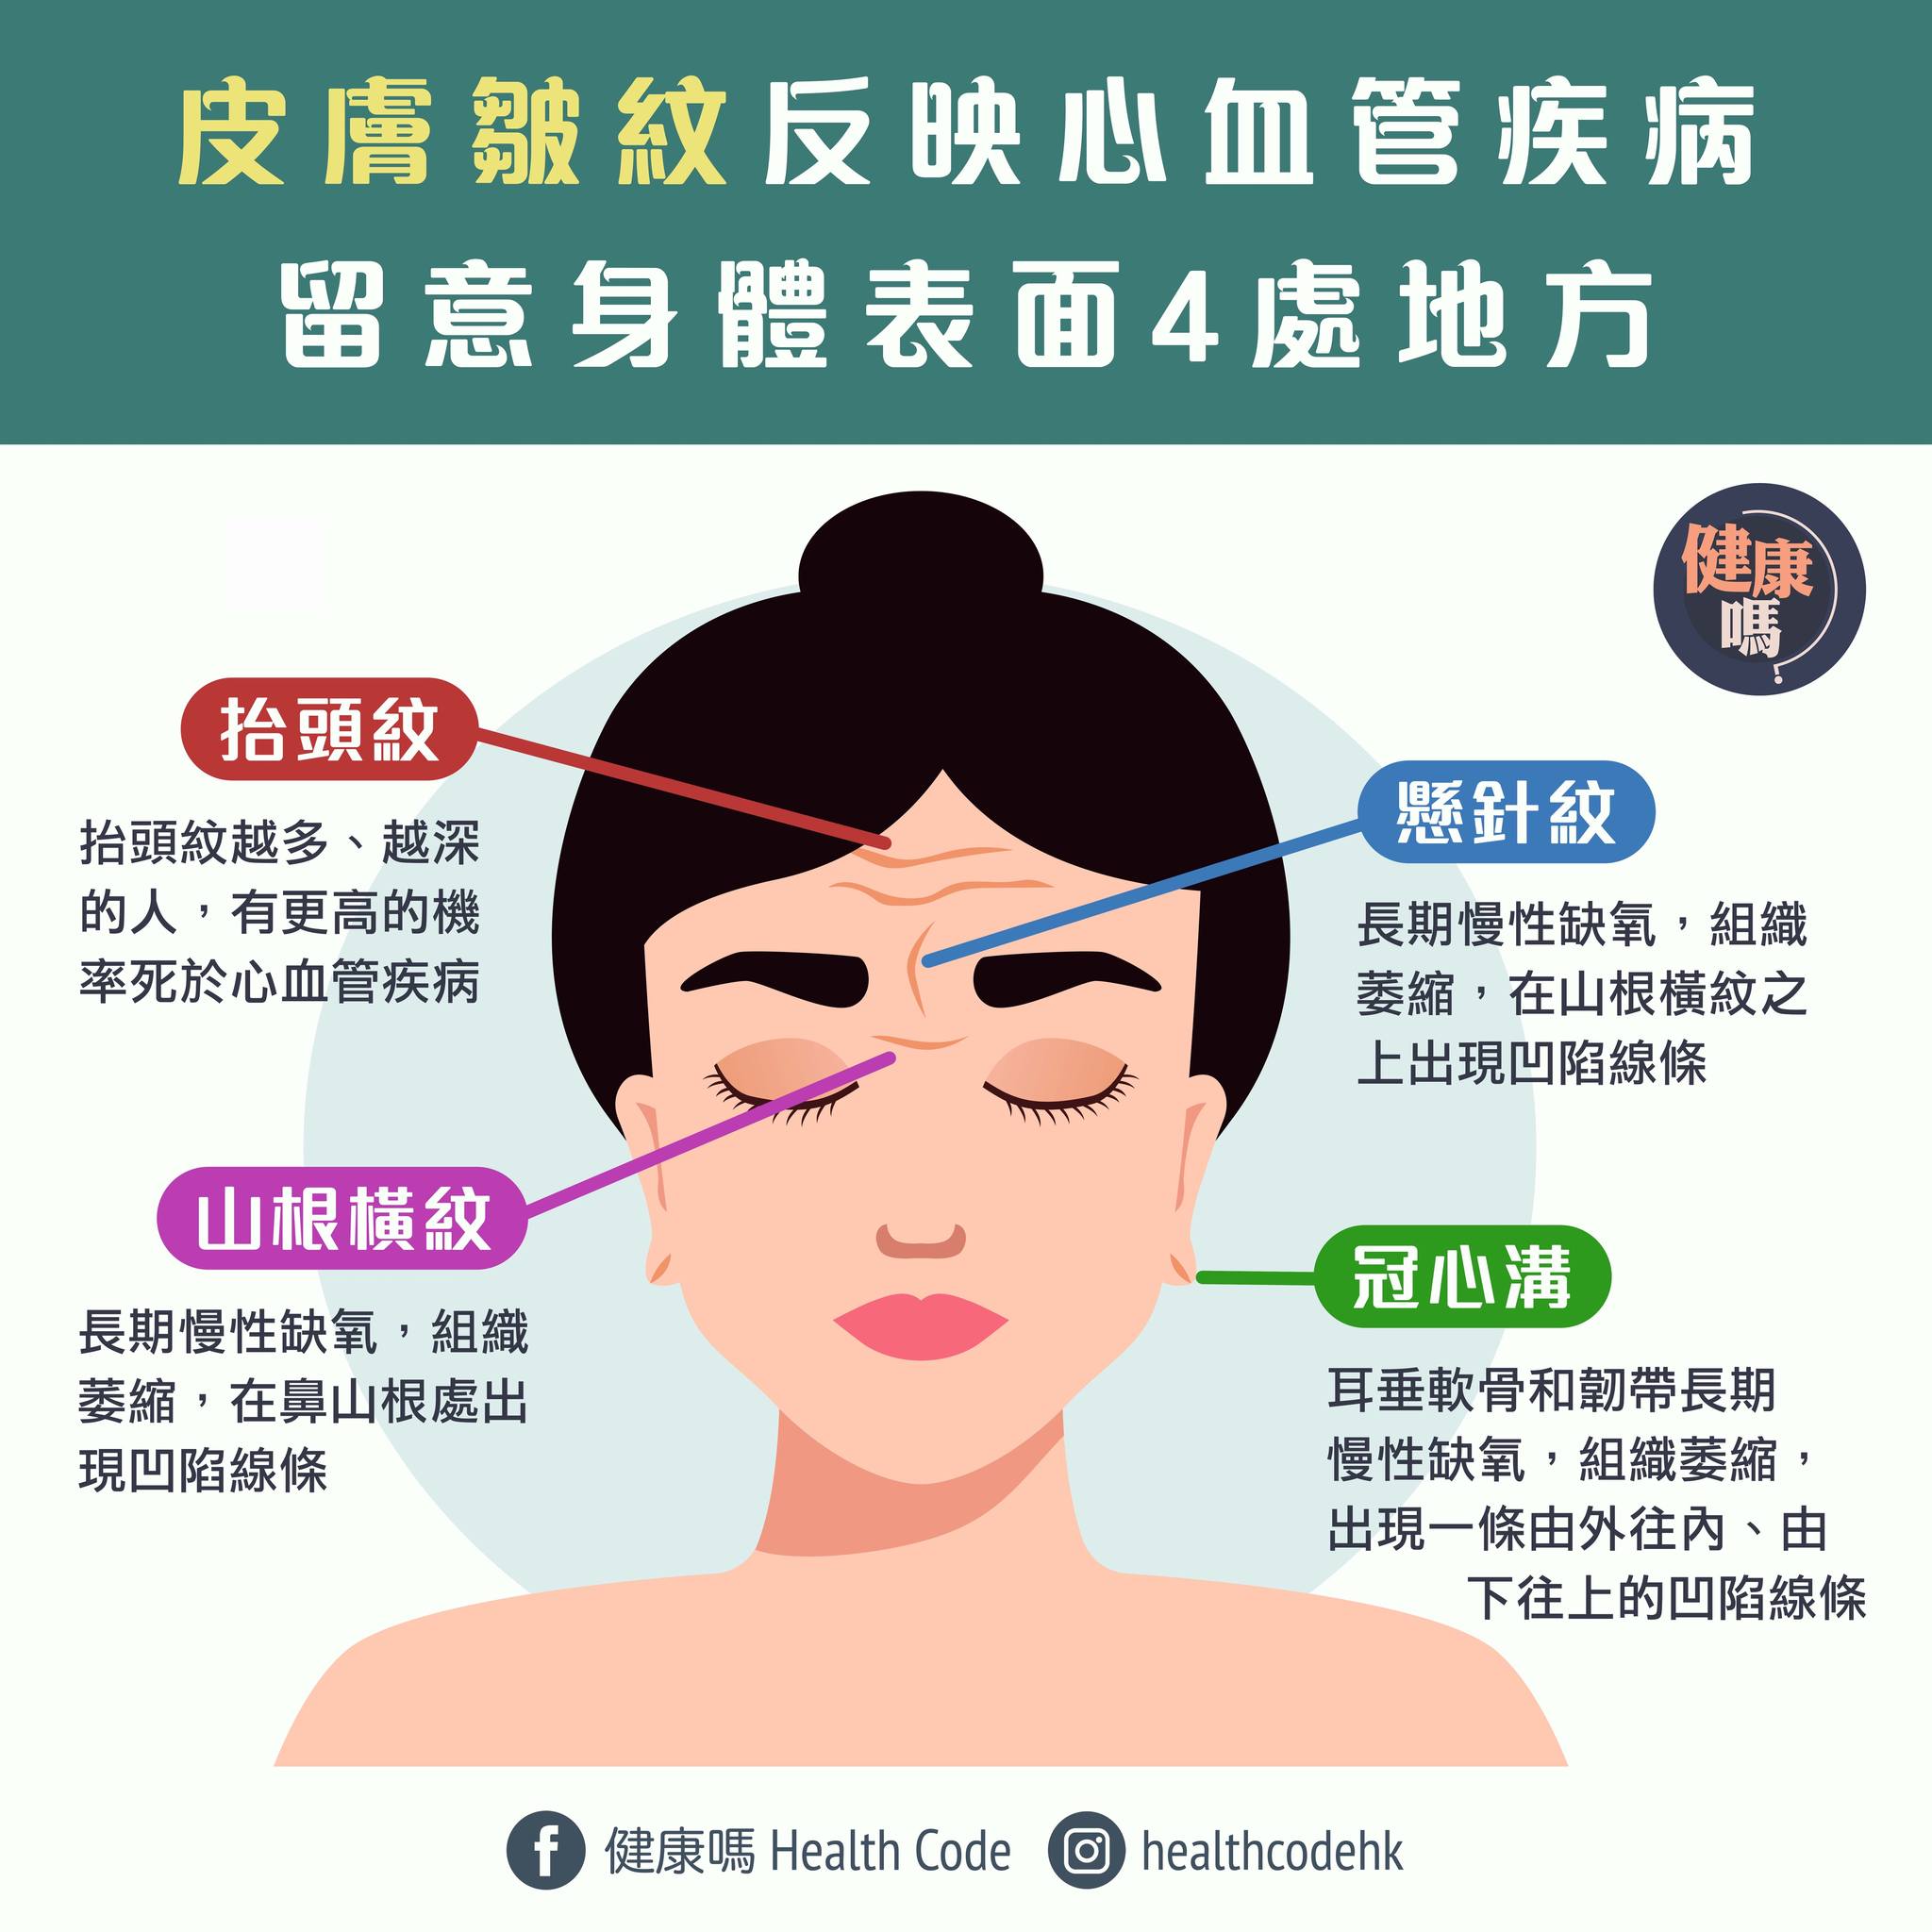 皮膚皺紋反映心血管疾病
留意身體表面4處地方
健康
嗎
?
抬頭紋
抬頭紋越多、越深
的人，有更高的機
率死於心血管疾病
懸針紋
長期慢性缺氧，組織
萎縮，在山根橫紋之
上出現凹陷線條
山根橫紋
長期慢性缺氧，組織
萎縮，在鼻山根處出
現凹陷線條
冠心溝
耳垂軟骨和韌帶長期
慢性缺氧，組織萎縮，
出現一條由外往內、由
下往上的凹陷線條
健康嗎 Health Code
healthcodehk